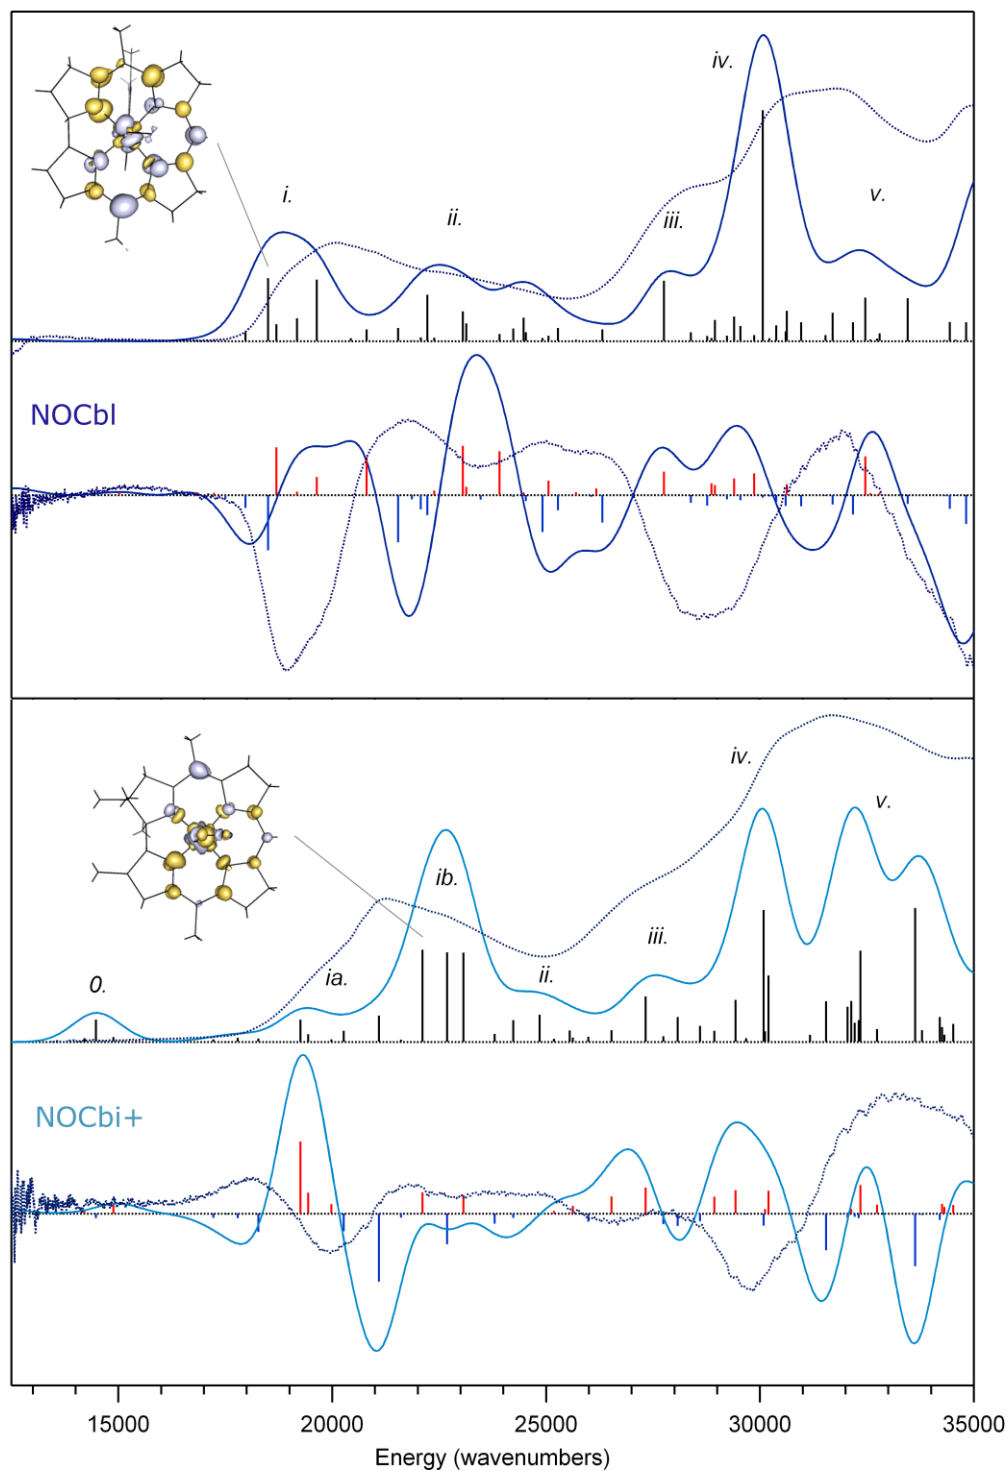 i.
ii.
iii.
iv.
v.
NOCbl
0.
ia.
ib.
ii.
iii.
iv.
v.
NOCbi+
15000 20000 25000 30000 35000
Energy (wavenumbers)